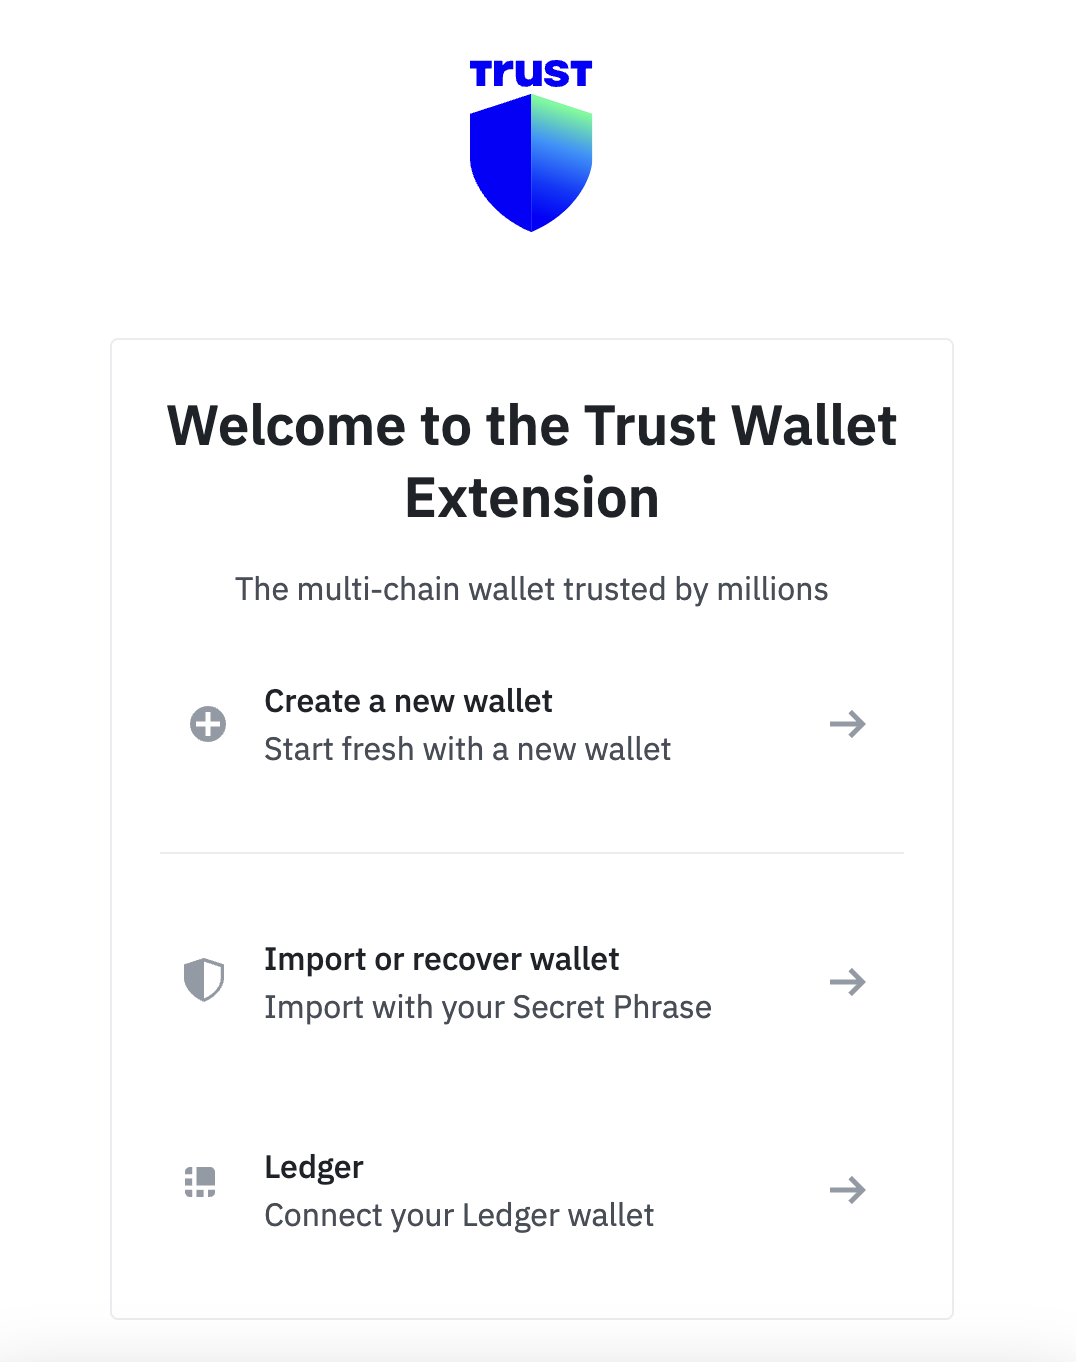 TRUST
Welcome to the Trust Wallet
Extension
The multi-chain wallet trusted by millions
Create a new wallet
Start fresh with a new wallet
Import or recover wallet
Import with your Secret Phrase
Ledger
Connect your Ledger wallet